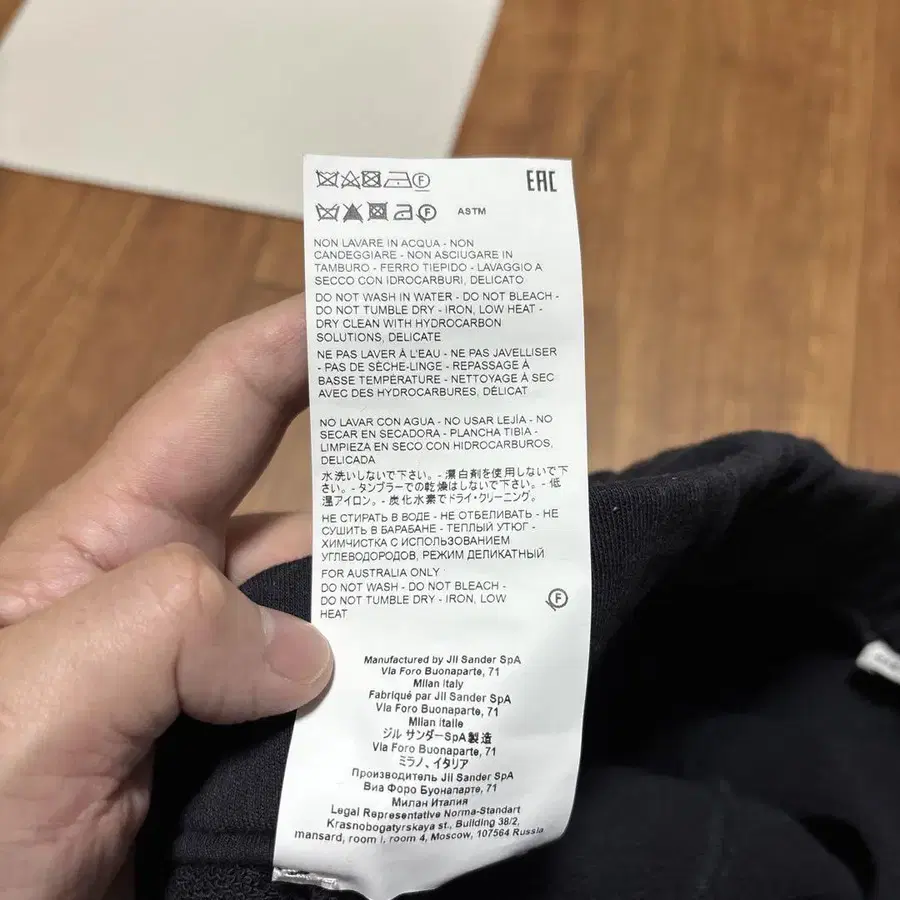 F EAC
F ASTM
NON LAVARE IN ACQUA - NON
CANDEGGIARE - NON ASCIUGARE IN
TAMBURO - FERRO TIEPIDO - LAVAGGIO A
SECCO CON IDROCARBURI, DELICATO
DO NOT WASH IN WATER - DO NOT BLEACH -
DO NOT TUMBLE DRY - IRON, LOW HEAT -
DRY CLEAN WITH HYDROCARBON
SOLUTIONS, DELICATE
NE PAS LAVER À L'EAU - NE PAS JAVELLISER
- PAS DE SÈCHE-LINGE - REPASSAGE À
BASSE TEMPÉRATURE - NETTOYAGE À SEC
AVEC DES HYDROCARBURES, DÉLICAT
NO LAVAR CON AGUA - NO USAR LEJÍA - NO
SECAR EN SECADORA - PLANCHA TIBIA -
LIMPIEZA EN SECO CON HIDROCARBUROS,
DELICADA
水洗いしないで下さい。- 漂白剤を使用しないで下
さい。- タンブラーでの乾燥はしないで下さい。- 低
温アイロン。- 炭化水素でドライ・クリーニング。
НЕ СТИРАТЬ В ВОДЕ - НЕ ОТБЕЛИВАТЬ - НЕ
СУШИТЬ В БАРАБАНЕ - ТЕПЛЫЙ УТЮГ -
ХИМЧИСТКА С ИСПОЛЬЗОВАНИЕМ
УГЛЕВОДОРОДОВ, РЕЖИМ ДЕЛИКАТНЫЙ
FOR AUSTRALIA ONLY
DO NOT WASH - DO NOT BLEACH -
DO NOT TUMBLE DRY - IRON, LOW
HEAT
F
Manufactured by Jil Sander SpA
Via Foro Buonaparte, 71
Milan Italy
Fabriqué par Jil Sander SpA
Via Foro Buonaparte, 71
Milan Italie
ジル サンダーSpA製造
Via Foro Buonaparte, 71
ミラノ、イタリア
Производитель Jil Sander SpA
Виа Форо Буонапарте, 71
Милан Италия
Legal Representative Norma-Standart
Krasnobogatyrskaya st., Building 38/2,
mansard, room I, room 4, Moscow, 107564 Russia